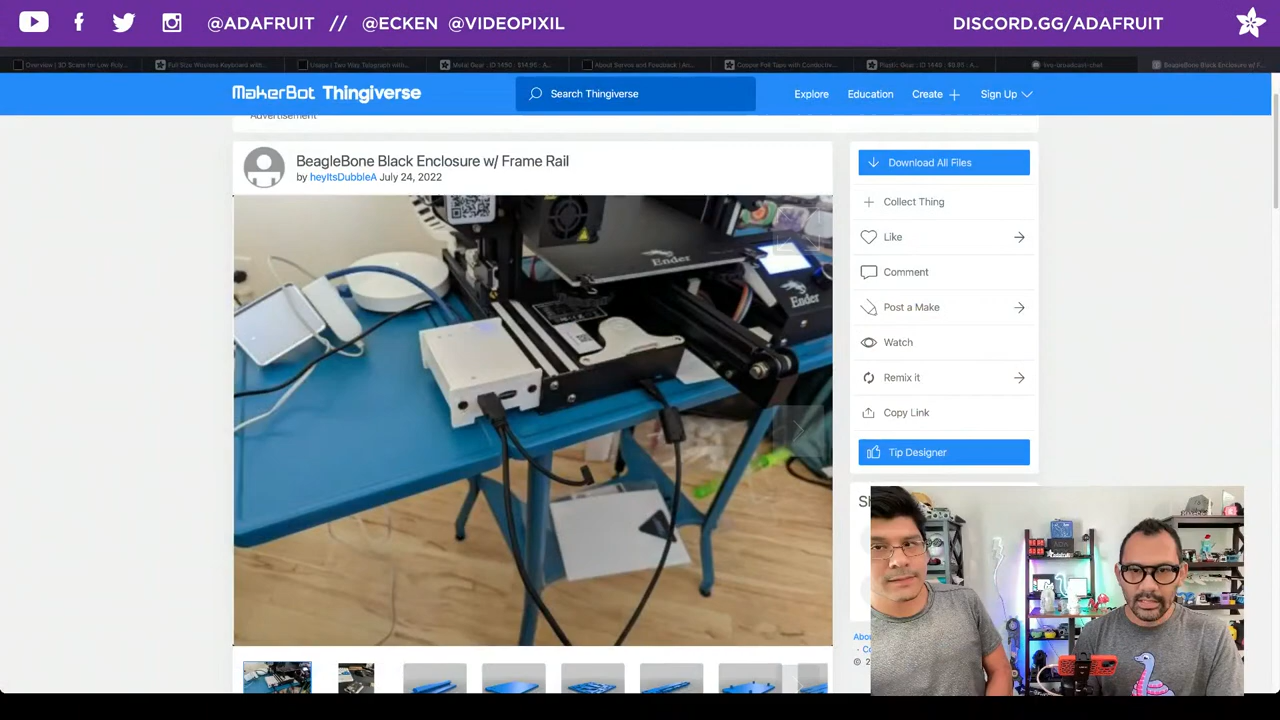 @ADAFRUIT // @ECKEN @VIDEOPIXIL
DISCORD.GG/ADAFRUIT
MakerBot Thingiverse
Search Thingiverse
Explore
Education
Create
Sign Up
Advertisement
BeagleBone Black Enclosure w/ Frame Rail
by heyItsDubbleA July 24, 2022
Download All Files
Collect Thing
Like
Comment
Post a Make
Watch
Remix it
Copy Link
Tip Designer
Ender
Ender